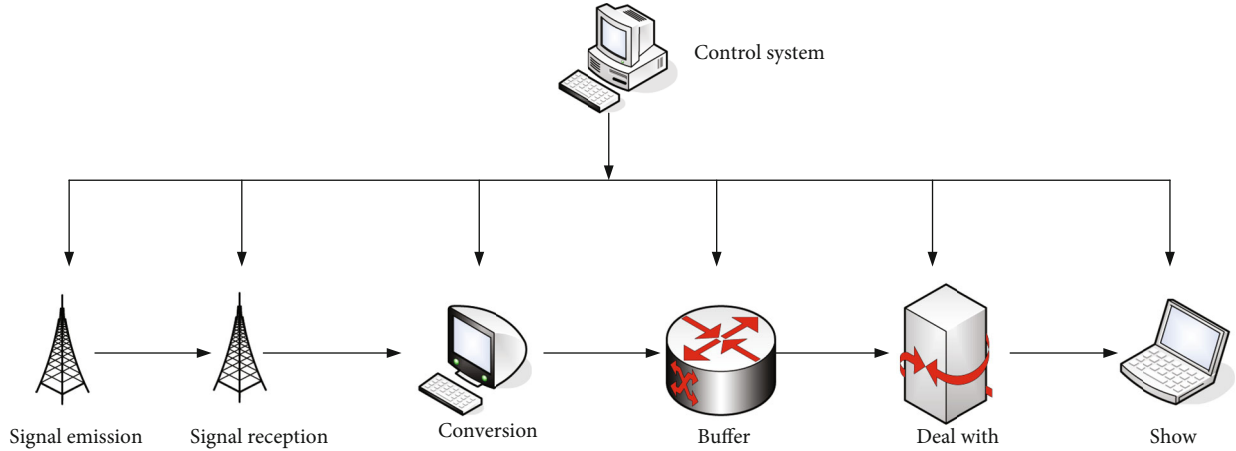 Control system
Signal emission
Signal reception
Conversion
Buffer
Deal with
Show